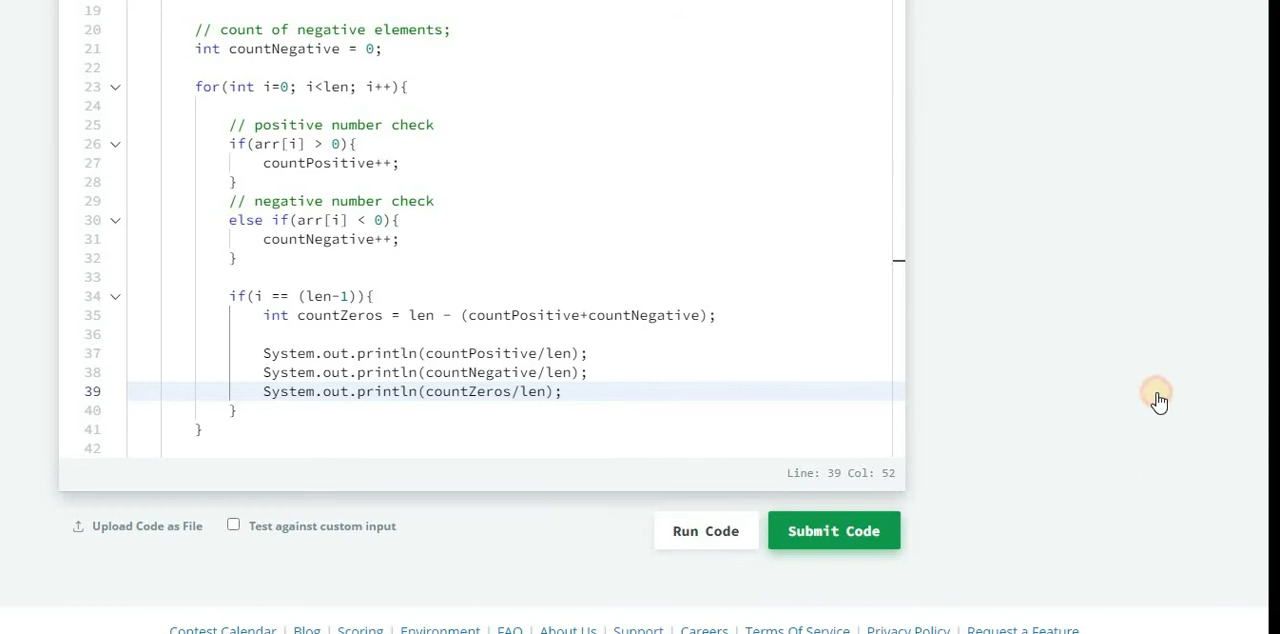 19
20 // count of negative elements;
21 int countNegative = 0;
22
23 for(int i=0; i<len; i++){
24
25 // positive number check
26 if(arr[i] > 0){
27 countPositive++;
28 }
29 // negative number check
30 else if(arr[i] < 0){
31 countNegative++;
32 }
33
34 if(i == (len-1)){
35 int countZeros = len - (countPositive+countNegative);
36
37 System.out.println(countPositive/len);
38 System.out.println(countNegative/len);
39 System.out.println(countZeros/len);
40 }
41 }
42
Line: 39 Col: 52
Upload Code as File Test against custom input Run Code Submit Code
Contest Calendar | Blog | Scoring | Environment | FAQ | About Us | Support | Careers | Terms Of Service | Privacy Policy | Request a Feature